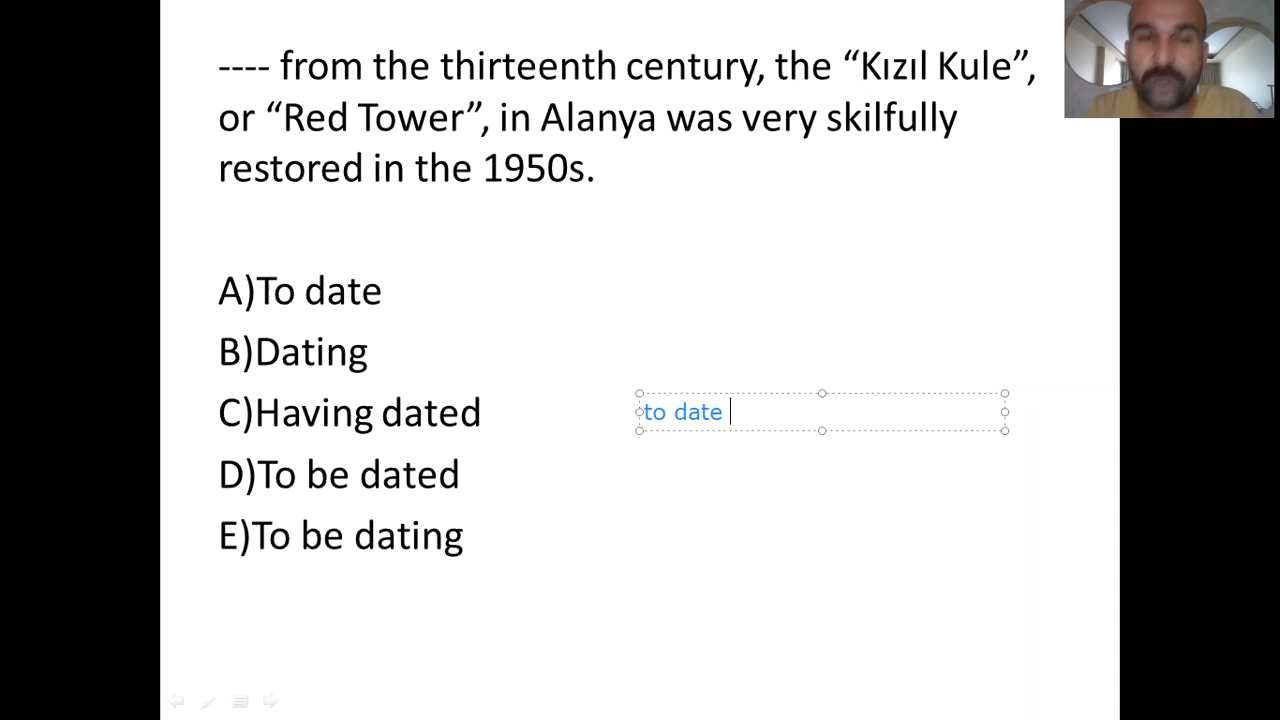 ---- from the thirteenth century, the “Kızıl Kule”,
or “Red Tower”, in Alanya was very skilfully
restored in the 1950s.
A)To date
B)Dating
C)Having dated
to date
D)To be dated
E)To be dating